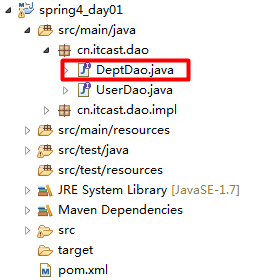 spring4_day01
src/main/java
cn.itcast.dao
DeptDao.java
UserDao.java
cn.itcast.dao.impl
src/main/resources
src/test/java
src/test/resources
JRE System Library [JavaSE-1.7]
Maven Dependencies
src
target
pom.xml